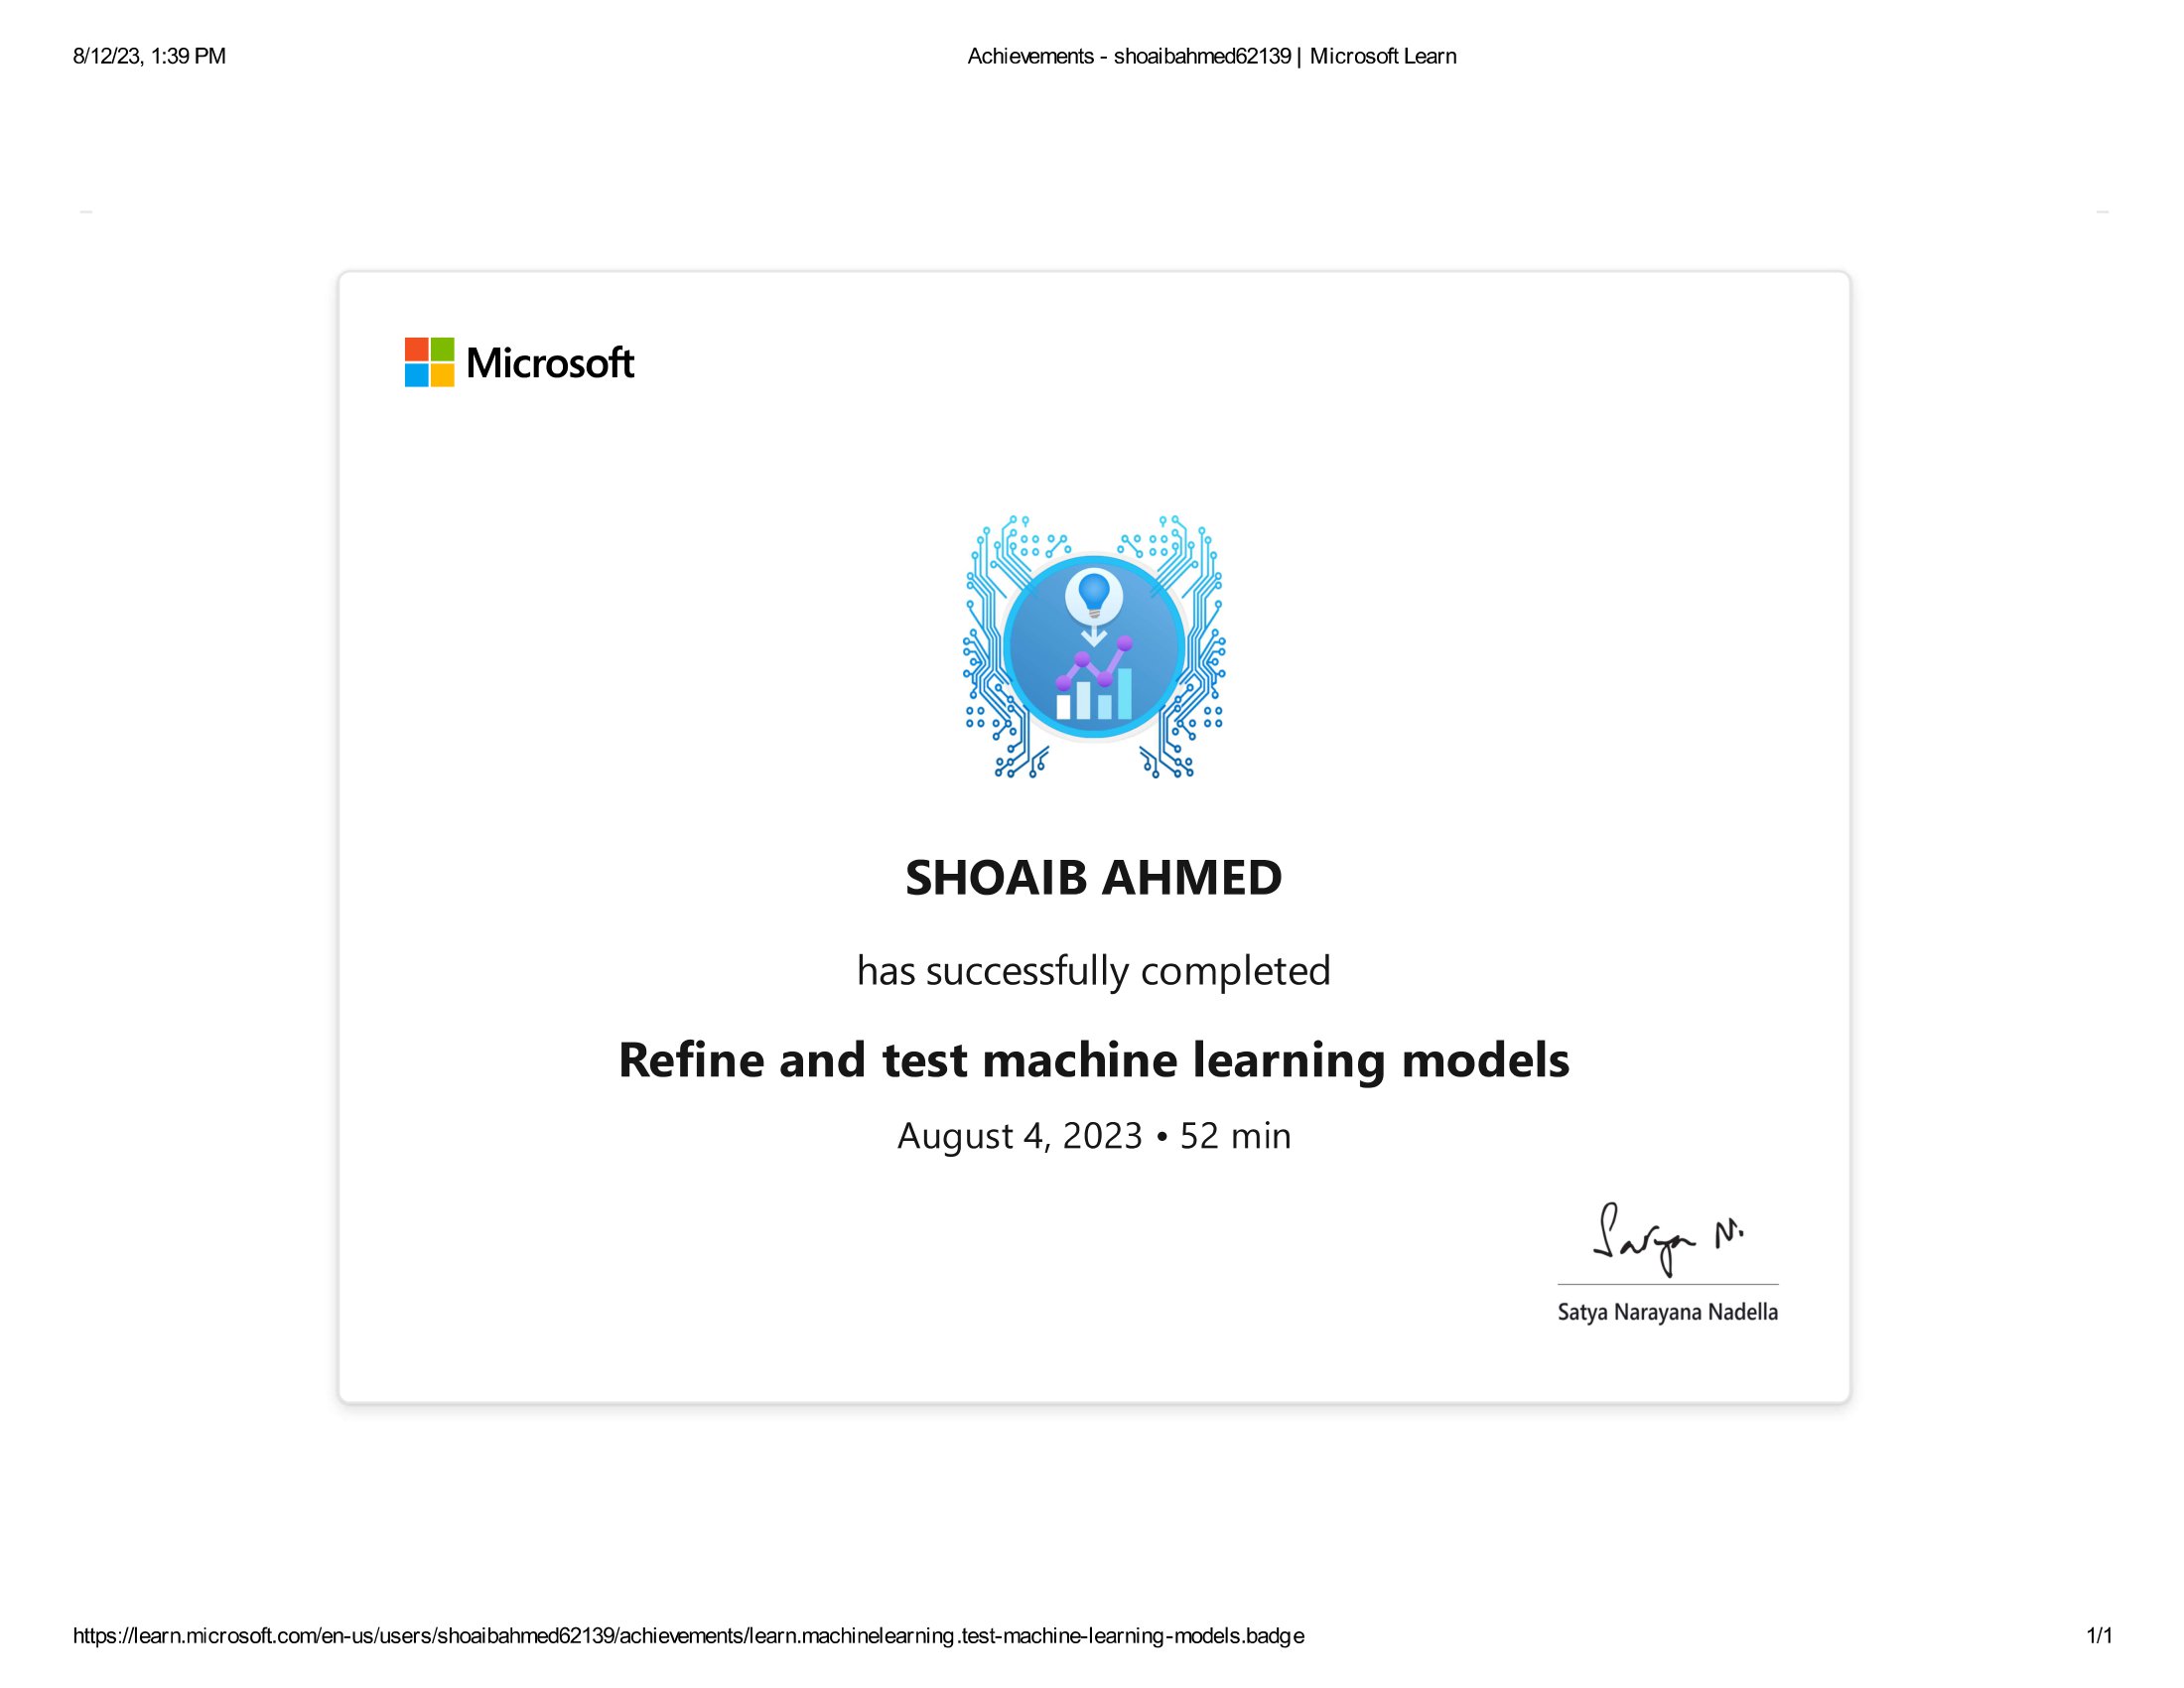 8/12/23, 1:39 PM
Achievements - shoaibahmed62139 | Microsoft Learn
Microsoft
SHOAIB AHMED
has successfully completed
Refine and test machine learning models
August 4, 2023 • 52 min
Satya N.
Satya Narayana Nadella
https://learn.microsoft.com/en-us/users/shoaibahmed62139/achievements/learn.machinelearning.test-machine-learning-models.badge
1/1